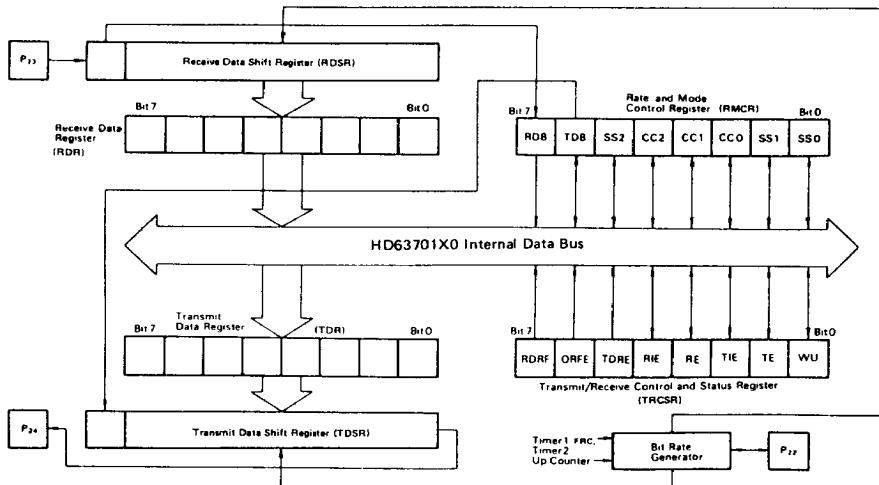 P23
Receive Data Shift Register (RDSR)
Rate and Mode
Control Register (RMCR)
Bit 7
Bit 0
Bit 7
Bit 0
Receive Data
Register
(RDR)
RD8
TD8
SS2
CC2
CC1
CC0
SS1
SS0
HD63701X0 Internal Data Bus
Transmit
Data Register
(TDR)
Bit 7
Bit 0
Bit 7
Bit 0
RDRF
ORFE
TDRE
RIE
RE
TIE
TE
WU
Transmit/Receive Control and Status Register
(TRCSR)
P24
Transmit Data Shift Register (TDSR)
Timer1 FRC,
Timer2
Up Counter
Bit Rate
Generator
P22